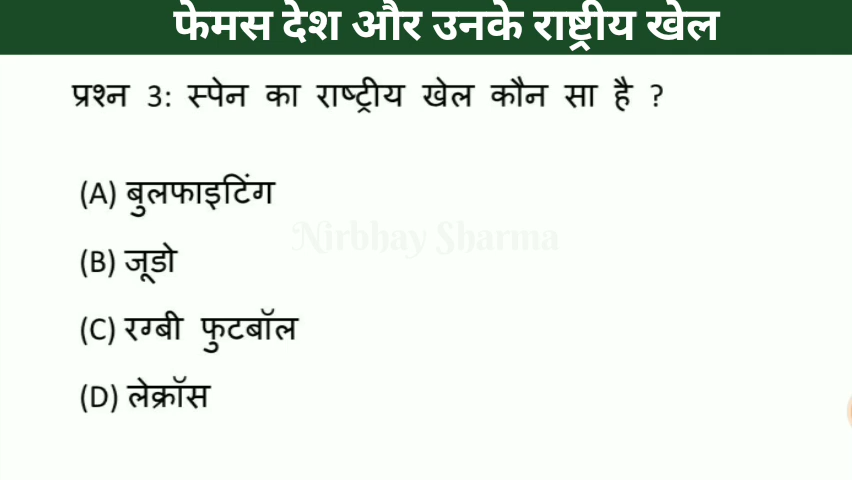 फेमस देश और उनके राष्ट्रीय खेल
प्रश्न 3: स्पेन का राष्ट्रीय खेल कौन सा है ?
(A) बुलफाइटिंग
Nirbhay Sharma
(B) जूडो
(C) रग्बी फुटबॉल
(D) लेक्रॉस